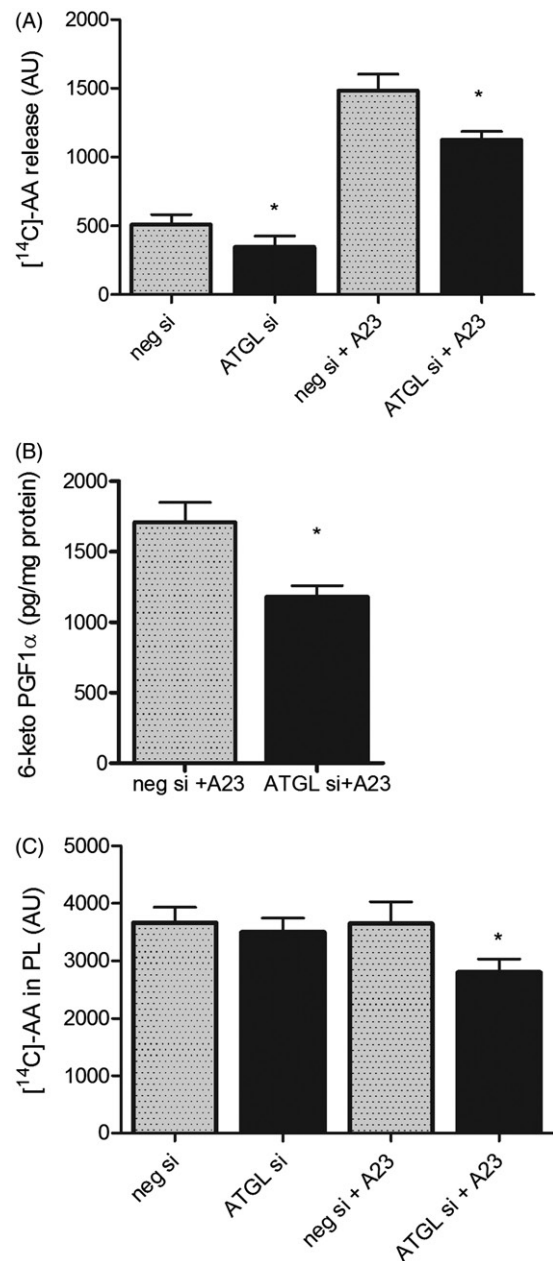 (A)
[¹⁴C]-AA release (AU)
2000
1500
1000
500
0
*
*
neg si
ATGL si
neg si + A23
ATGL si + A23
(B)
6-keto PGF1α (pg/mg protein)
2000
1500
1000
500
0
*
neg si +A23
ATGL si+A23
(C)
[¹⁴C]-AA in PL (AU)
5000
4000
3000
2000
1000
0
*
neg si
ATGL si
neg si + A23
ATGL si + A23